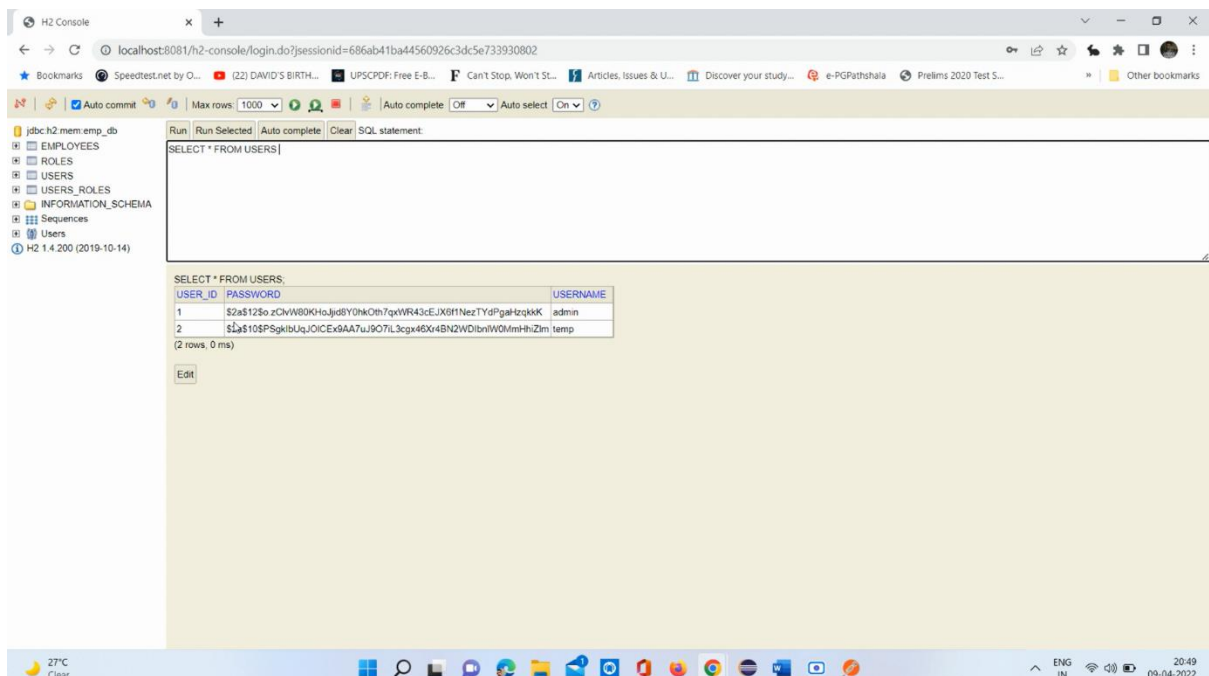 H2 Console
localhost:8081/h2-console/login.do?jsessionid=686ab41ba44560926c3dc5e733930802
Bookmarks Speedtest.net by O... (22) DAVID'S BIRTH... UPSCPDF: Free E-B... Can't Stop, Won't St... Articles, Issues & U... Discover your study... e-PGPathshala Prelims 2020 Test S... » Other bookmarks
Auto commit Max rows: 1000 Auto complete Off Auto select On
jdbc:h2:mem:emp_db
EMPLOYEES
ROLES
USERS
USERS_ROLES
INFORMATION_SCHEMA
Sequences
Users
H2 1.4.200 (2019-10-14)
Run Run Selected Auto complete Clear SQL statement:
SELECT * FROM USERS
SELECT * FROM USERS;
USER_ID PASSWORD USERNAME
1 admin
2 temp
(2 rows, 0 ms)
Edit
27°C
Clear
ENG
IN
20:49
09-04-2022